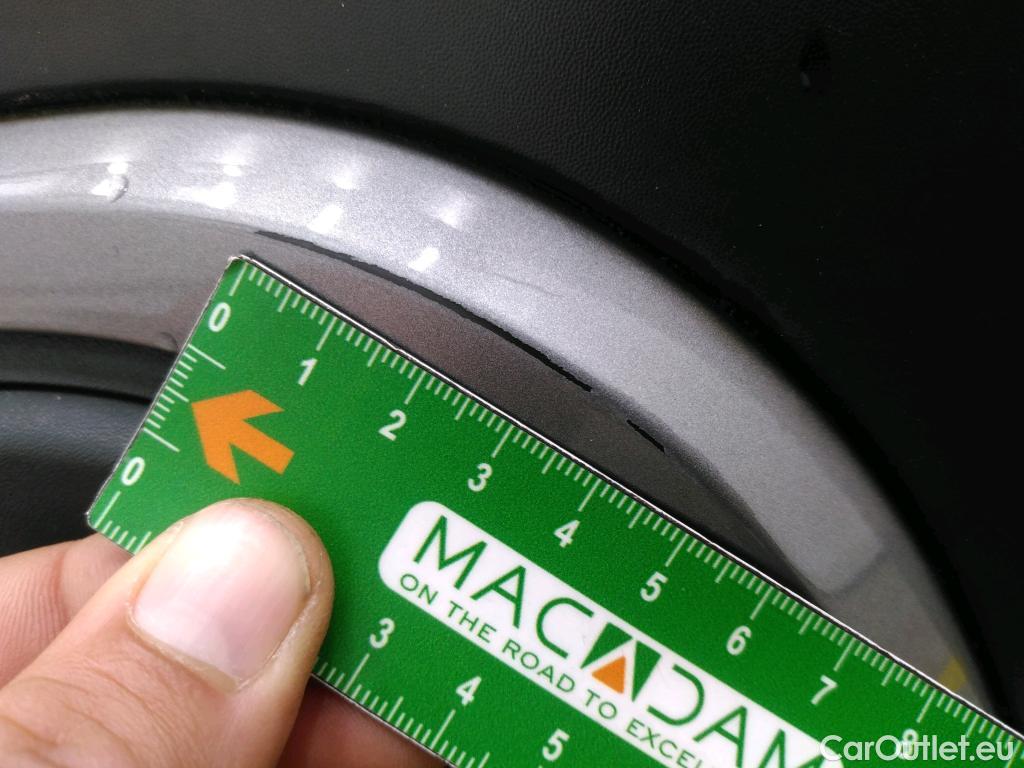 0 1 2 3 4 5 6 7 8
0 3 4 5
MACADAM
ON THE ROAD TO EXCEL
CarOutlet.eu